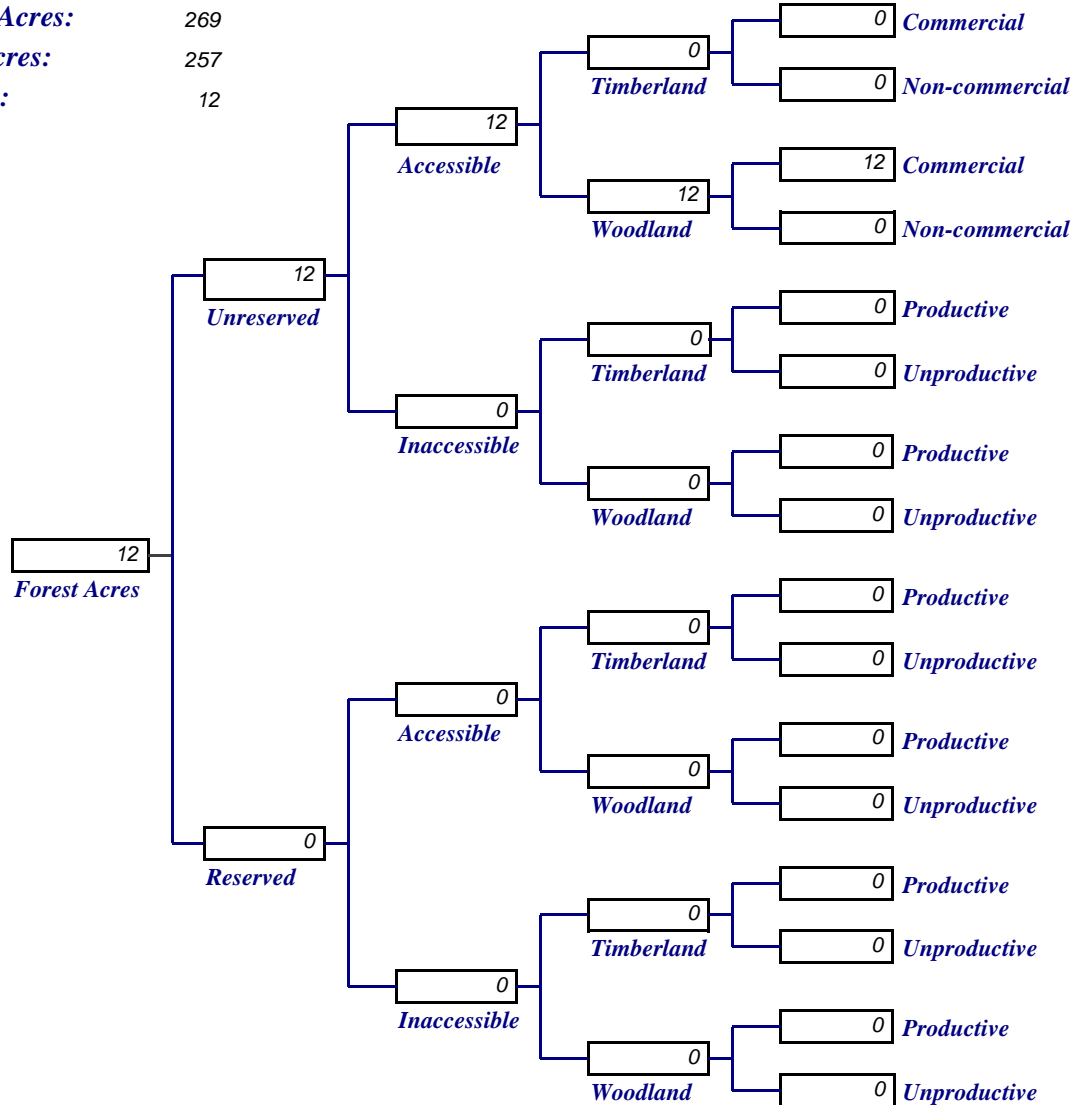 Acres: 269
cres: 257
: 12
0 Commercial
0
Timberland
0 Non-commercial
12
Accessible
12 Commercial
12
Woodland
0 Non-commercial
12
Unreserved
0 Productive
0
Timberland
0 Unproductive
0
Inaccessible
0 Productive
0
Woodland
0 Unproductive
12
Forest Acres
0 Productive
0
Timberland
0 Unproductive
0
Accessible
0 Productive
0
Woodland
0 Unproductive
0
Reserved
0 Productive
0
Timberland
0 Unproductive
0
Inaccessible
0 Productive
0
Woodland
0 Unproductive